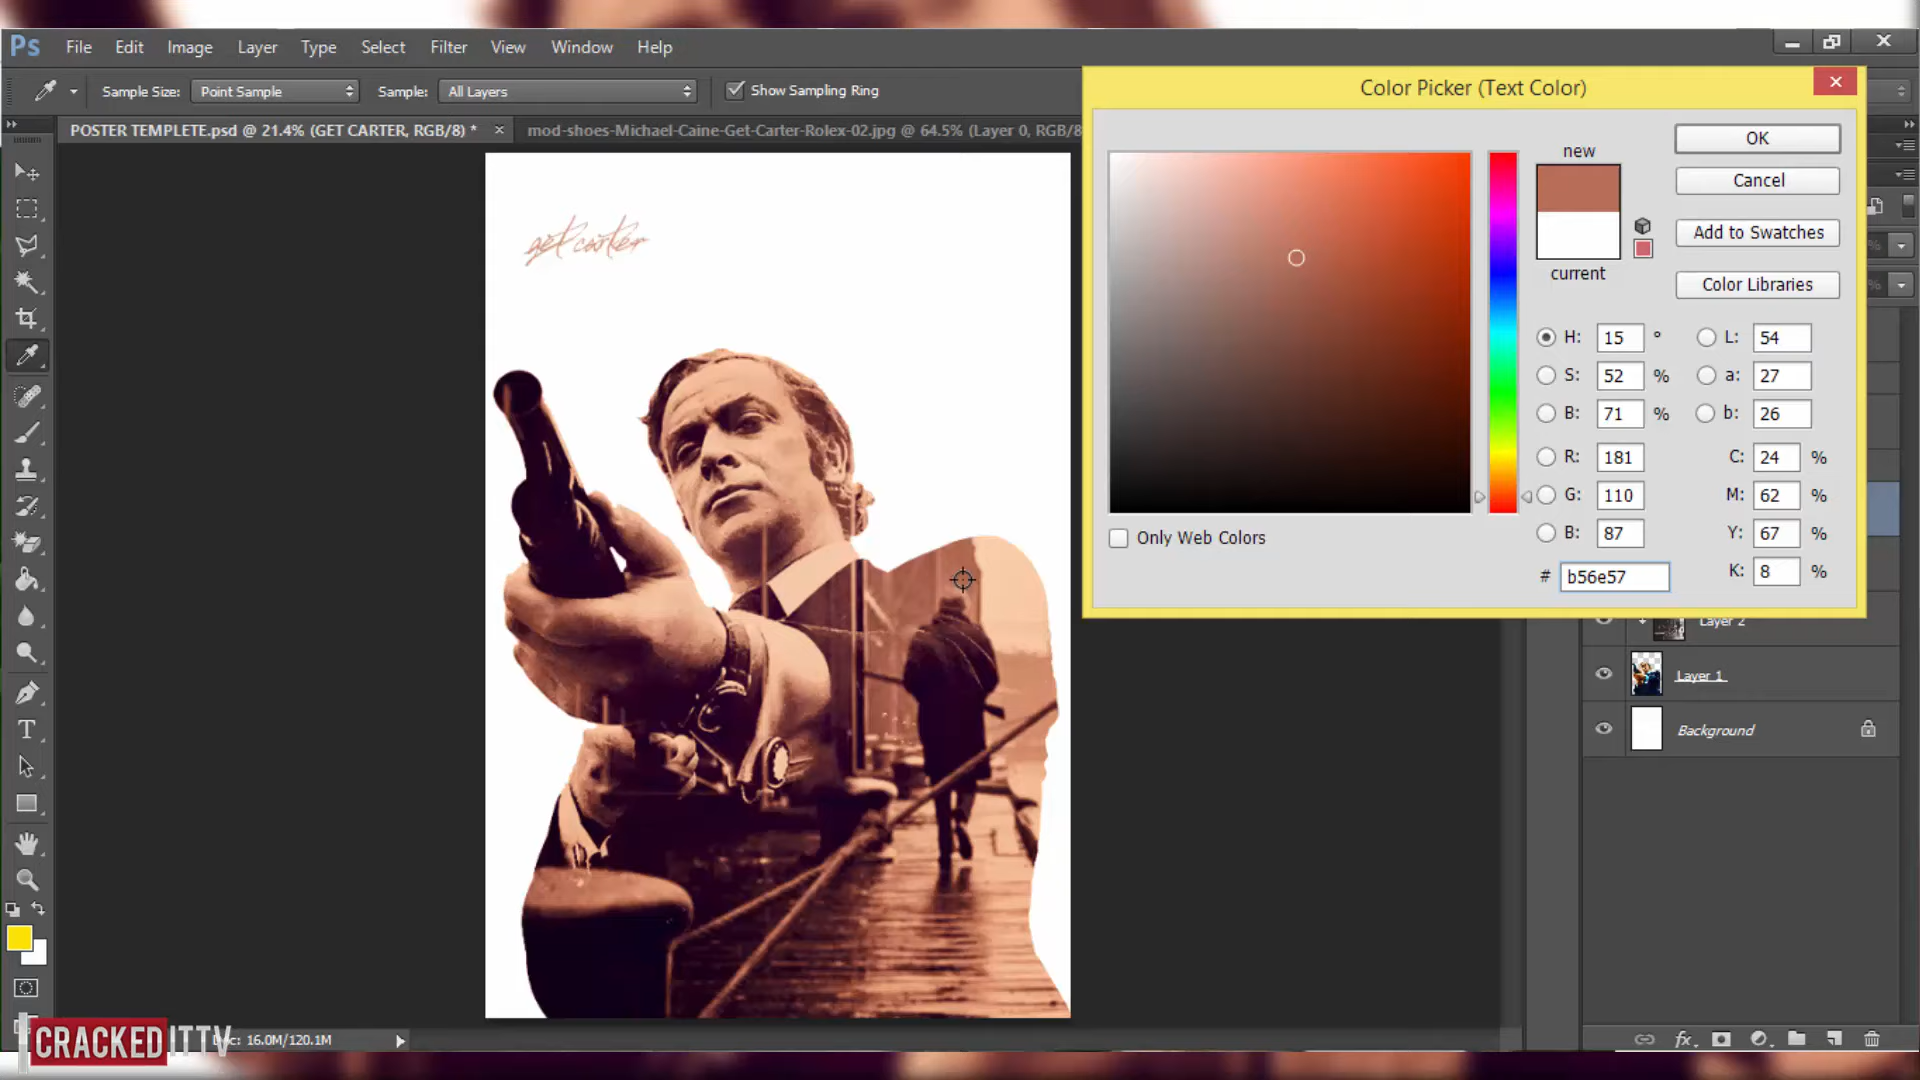 Ps File Edit Image Layer Type Select Filter View Window Help
Sample Size: Point Sample Sample: All Layers Show Sampling Ring
POSTER TEMPLETE.psd @ 21.4% (GET CARTER, RGB/8) * × mod-shoes-Michael-Caine-Get-Carter-Rolex-02.jpg @ 64.5% (Layer 0, RGB/8
Color Picker (Text Color)
new
current
OK
Cancel
Add to Swatches
Color Libraries
H: 15 ° L: 54
S: 52 % a: 27
B: 71 % b: 26
R: 181 C: 24 %
G: 110 M: 62 %
B: 87 Y: 67 %
# b56e57 K: 8 %
Only Web Colors
get carter
Layer 2
Layer 1
Background
T
fx
CRACKEDITTV
Doc: 16.0M/120.1M